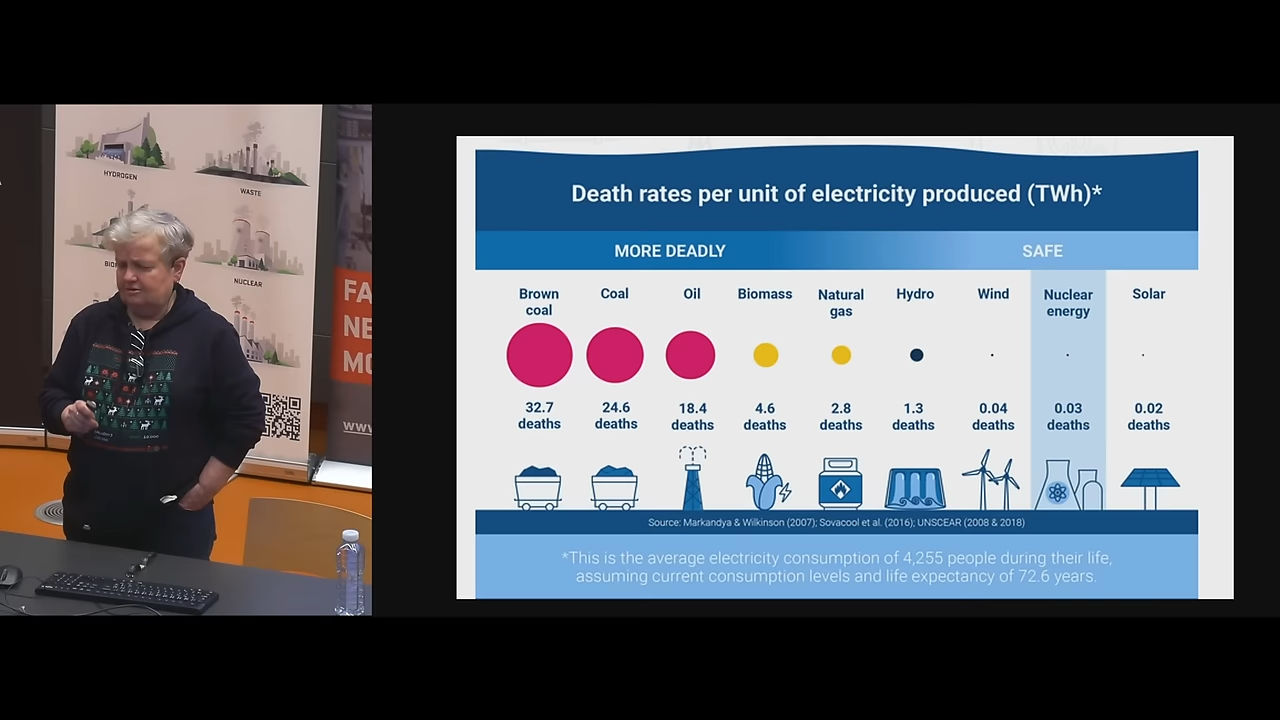 HYDROGEN
WASTE
NUCLEAR
FA
NE
MO
www
Death rates per unit of electricity produced (TWh)*
MORE DEADLY
SAFE
Brown coal
Coal
Oil
Biomass
Natural gas
Hydro
Wind
Nuclear energy
Solar
32.7 deaths
24.6 deaths
18.4 deaths
4.6 deaths
2.8 deaths
1.3 deaths
0.04 deaths
0.03 deaths
0.02 deaths
Source: Markandya & Wilkinson (2007); Sovacool et al. (2016); UNSCEAR (2008 & 2018)
*This is the average electricity consumption of 4,255 people during their life,
assuming current consumption levels and life expectancy of 72.6 years.